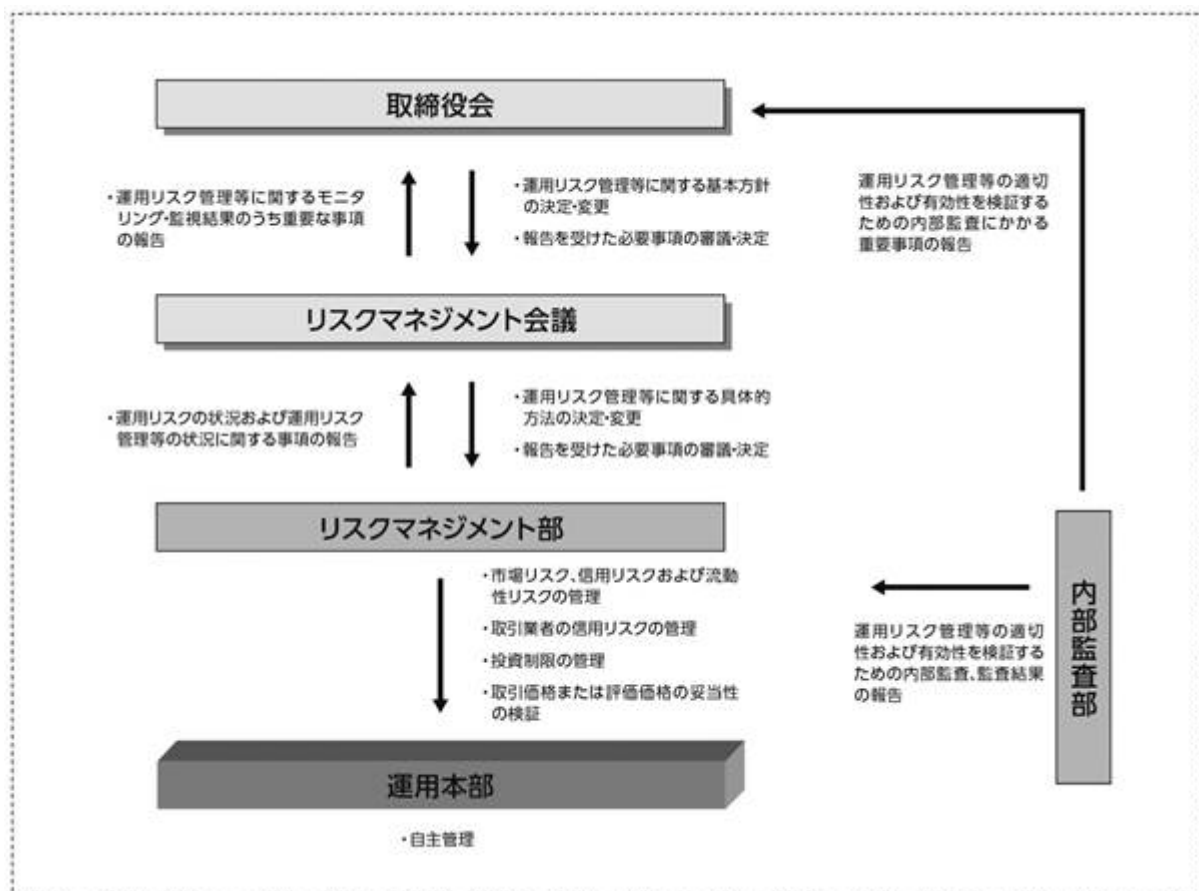 取締役会
・運用リスク管理等に関するモニタ
リング・監視結果のうち重要な事項
の報告
・運用リスク管理等に関する基本方針
の決定・変更
・報告を受けた必要事項の審議・決定
運用リスク管理等の適切
性および有効性を検証する
ための内部監査にかかる
重要事項の報告
リスクマネジメント会議
・運用リスクの状況および運用リスク
管理等の状況に関する事項の報告
・運用リスク管理等に関する具体的
方法の決定・変更
・報告を受けた必要事項の審議・決定
リスクマネジメント部
・市場リスク、信用リスクおよび流動
性リスクの管理
・取引業者の信用リスクの管理
・投資制限の管理
・取引価格または評価価格の妥当性
の検証
運用リスク管理等の適切
性および有効性を検証する
ための内部監査、監査結果
の報告
内部監査部
運用本部
・自主管理